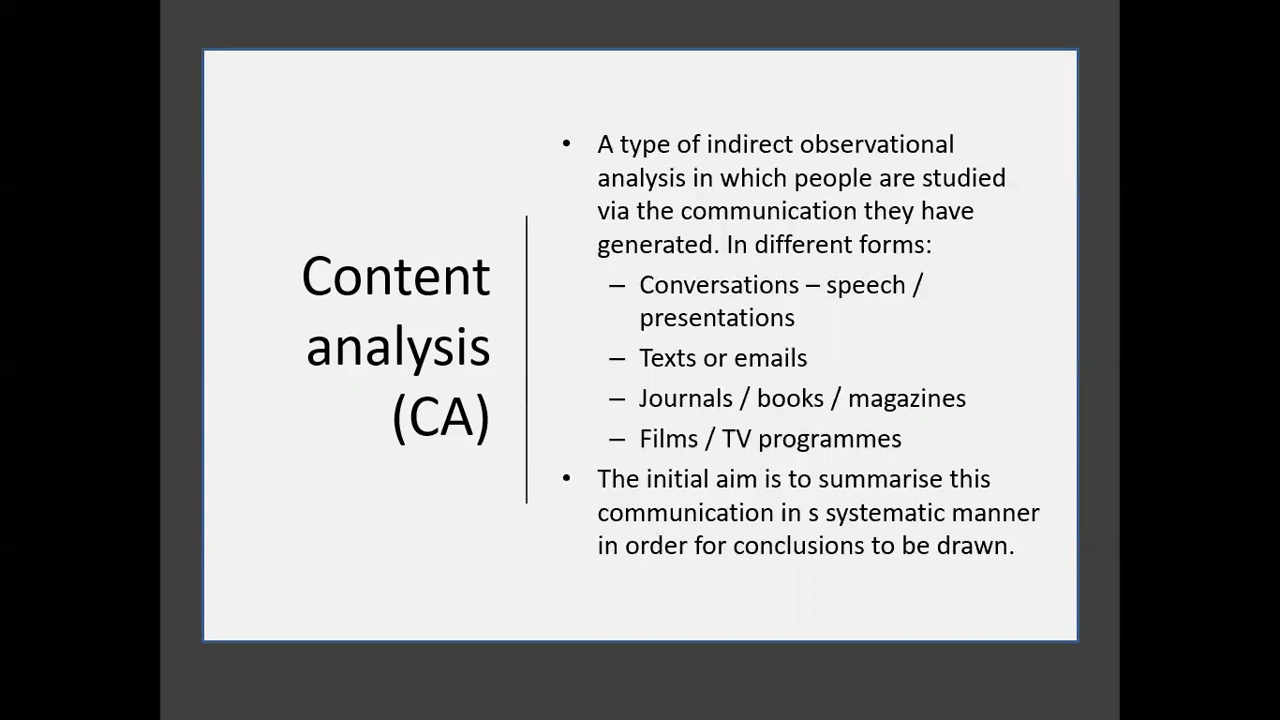 Content
analysis
(CA)
• A type of indirect observational
analysis in which people are studied
via the communication they have
generated. In different forms:
– Conversations – speech /
presentations
– Texts or emails
– Journals / books / magazines
– Films / TV programmes
• The initial aim is to summarise this
communication in s systematic manner
in order for conclusions to be drawn.